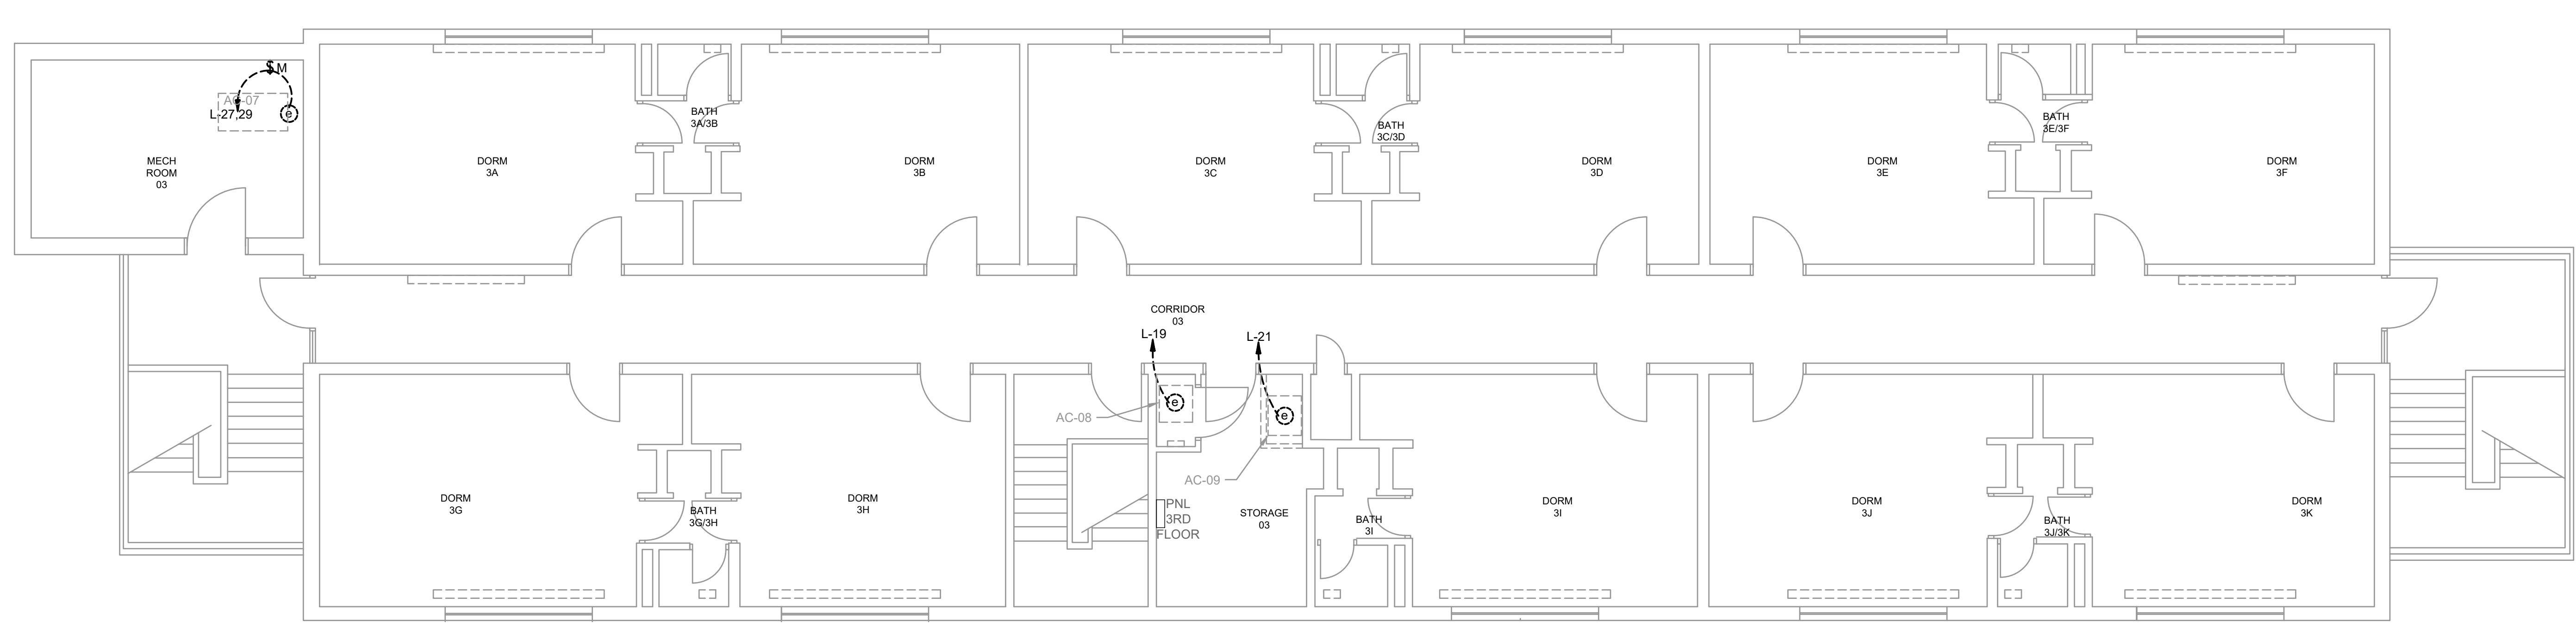 $M
AC-07
L-27,29
e
MECH
ROOM
03
DORM
3A
BATH
3A/3B
DORM
3B
DORM
3C
BATH
3C/3D
DORM
3D
DORM
3E
BATH
3E/3F
DORM
3F
CORRIDOR
03
L-19
L-21
AC-08
e
e
AC-09
DORM
3G
BATH
3G/3H
DORM
3H
PNL
3RD
FLOOR
STORAGE
03
BATH
3I
DORM
3I
DORM
3J
BATH
3J/3K
DORM
3K